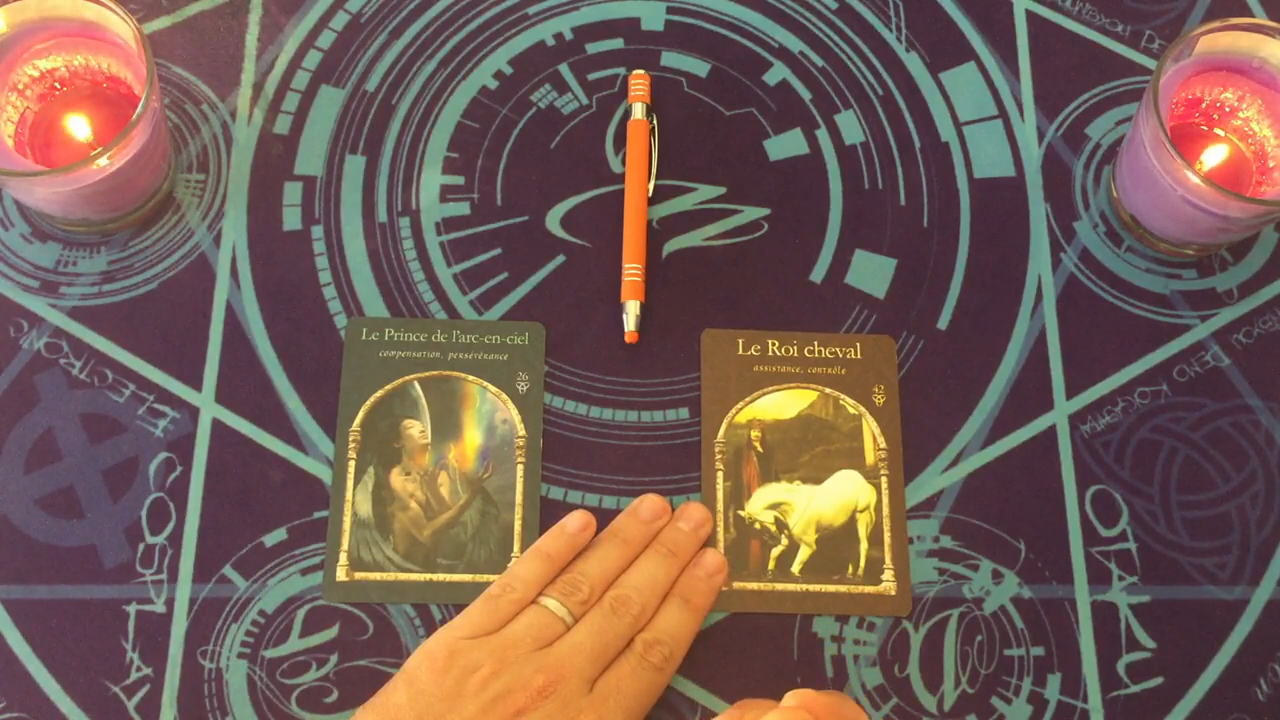 Le Prince de l'arc-en-ciel
compensation, persévérance
26
Le Roi cheval
assistance, contrôle
42
ELECTRONIC
COSPLAY
OTAKU